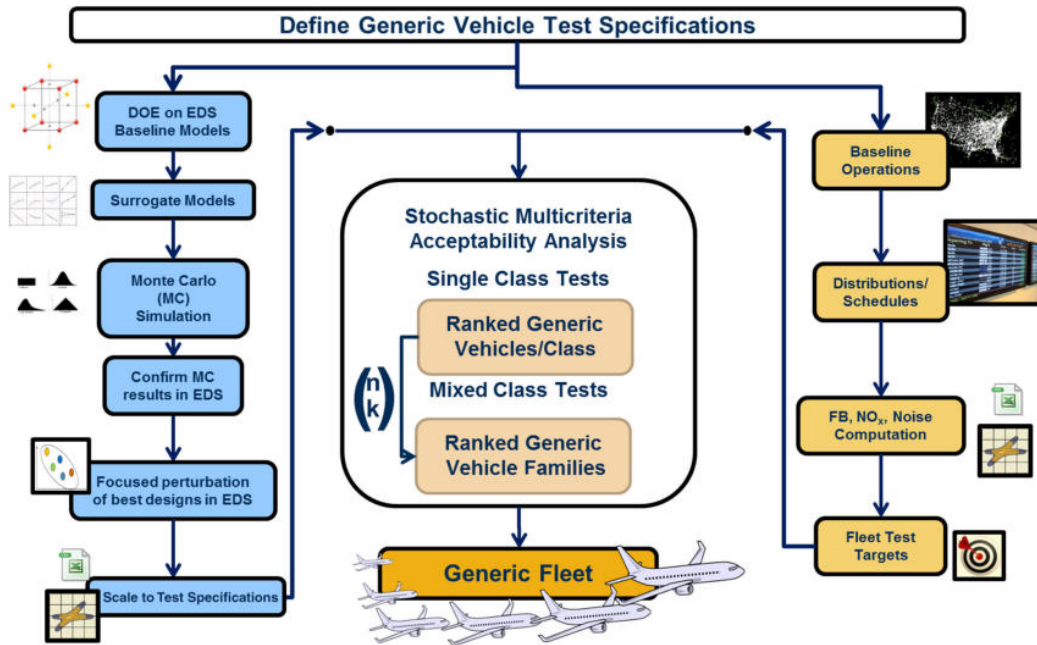 Define Generic Vehicle Test Specifications
DOE on EDS
Baseline Models
Surrogate Models
Monte Carlo
(MC)
Simulation
Confirm MC
results in EDS
Focused perturbation
of best designs in EDS
Scale to Test Specifications
Stochastic Multicriteria
Acceptability Analysis
Single Class Tests
Ranked Generic
Vehicles/Class
(n
k)
Mixed Class Tests
Ranked Generic
Vehicle Families
Generic Fleet
Baseline
Operations
Distributions/
Schedules
FB, NOx, Noise
Computation
Fleet Test
Targets